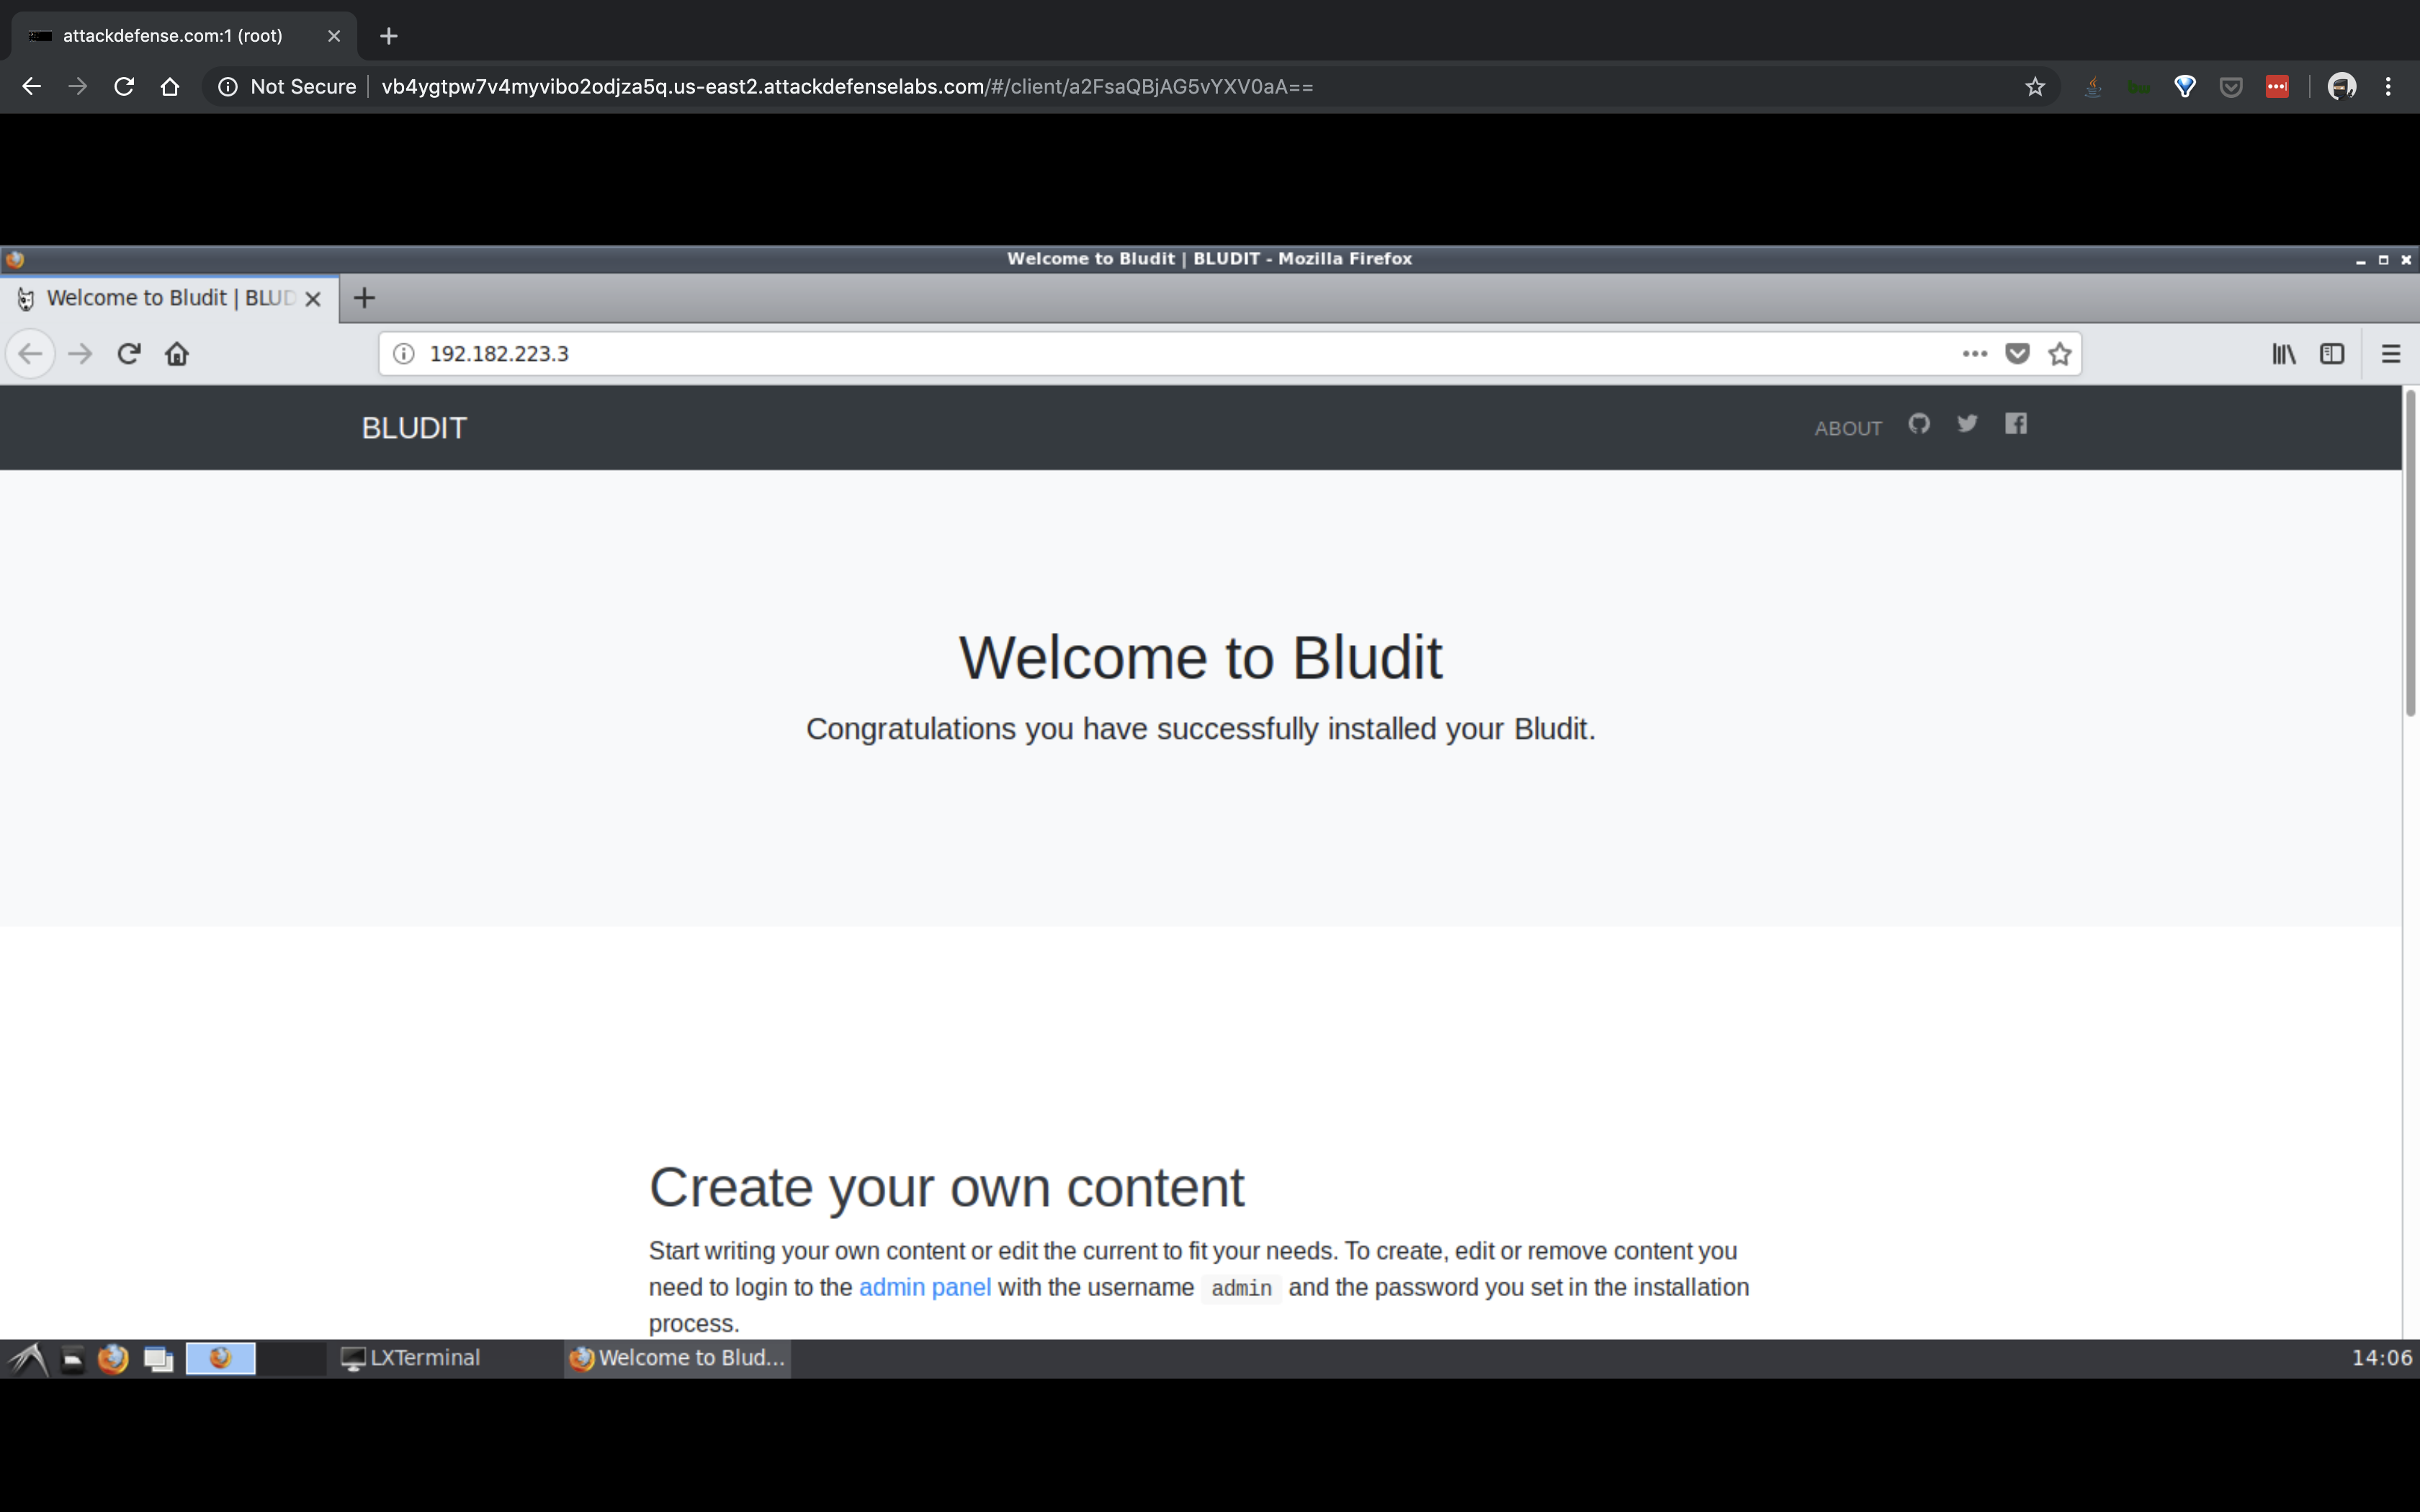 attackdefense.com:1 (root)
Not Secure vb4ygtpw7v4myvibo2odjza5q.us-east2.attackdefenselabs.com/#/client/a2FsaQBjAG5vYXV0aA==
Welcome to Bludit | BLUDIT - Mozilla Firefox
Welcome to Bludit | BLUD
192.182.223.3
BLUDIT
ABOUT
Welcome to Bludit
Congratulations you have successfully installed your Bludit.
Create your own content
Start writing your own content or edit the current to fit your needs. To create, edit or remove content you
need to login to the admin panel with the username admin and the password you set in the installation
process.
LXTerminal
Welcome to Blud...
14:06